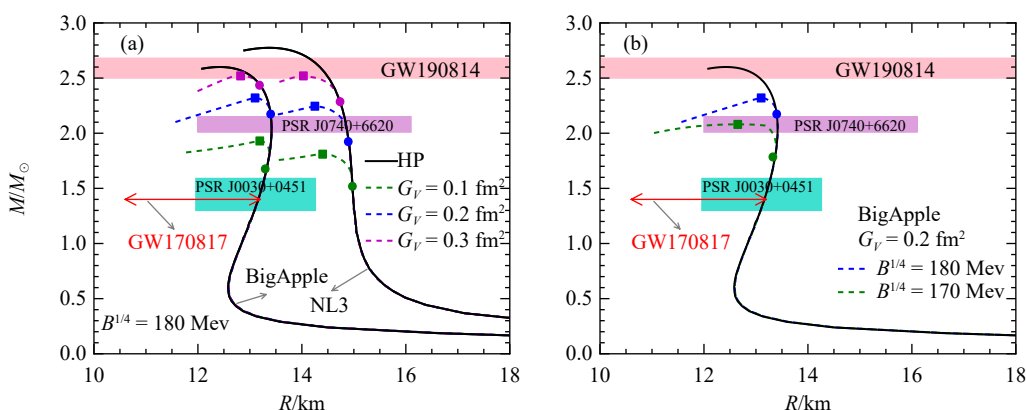 (a)
GW190814
PSR J0740+6620
HP
PSR J0030+0451
G_V = 0.1 fm²
G_V = 0.2 fm²
G_V = 0.3 fm²
GW170817
BigApple
NL3
B^{1/4} = 180 Mev
3.0
2.5
2.0
1.5
1.0
0.5
0.0
M/M_⊙
10 12 14 16 18
R/km
(b)
GW190814
PSR J0740+6620
PSR J0030+0451
GW170817
BigApple
G_V = 0.2 fm²
B^{1/4} = 180 Mev
B^{1/4} = 170 Mev
3.0
2.5
2.0
1.5
1.0
0.5
0.0
10 12 14 16 18
R/km